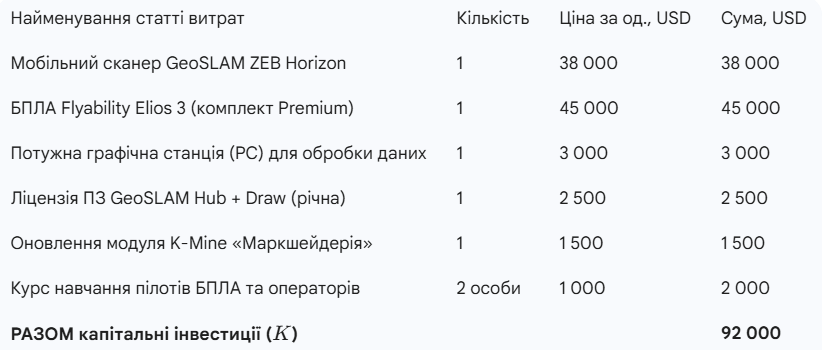 Найменування статті витрат Кількість Ціна за од., USD Сума, USD
Мобільний сканер GeoSLAM ZEB Horizon 1 38 000 38 000
БПЛА Flyability Elios 3 (комплект Premium) 1 45 000 45 000
Потужна графічна станція (PC) для обробки даних 1 3 000 3 000
Ліцензія ПЗ GeoSLAM Hub + Draw (річна) 1 2 500 2 500
Оновлення модуля K-Mine «Маркшейдерія» 1 1 500 1 500
Курс навчання пілотів БПЛА та операторів 2 особи 1 000 2 000
РАЗОМ капітальні інвестиції (K) 92 000